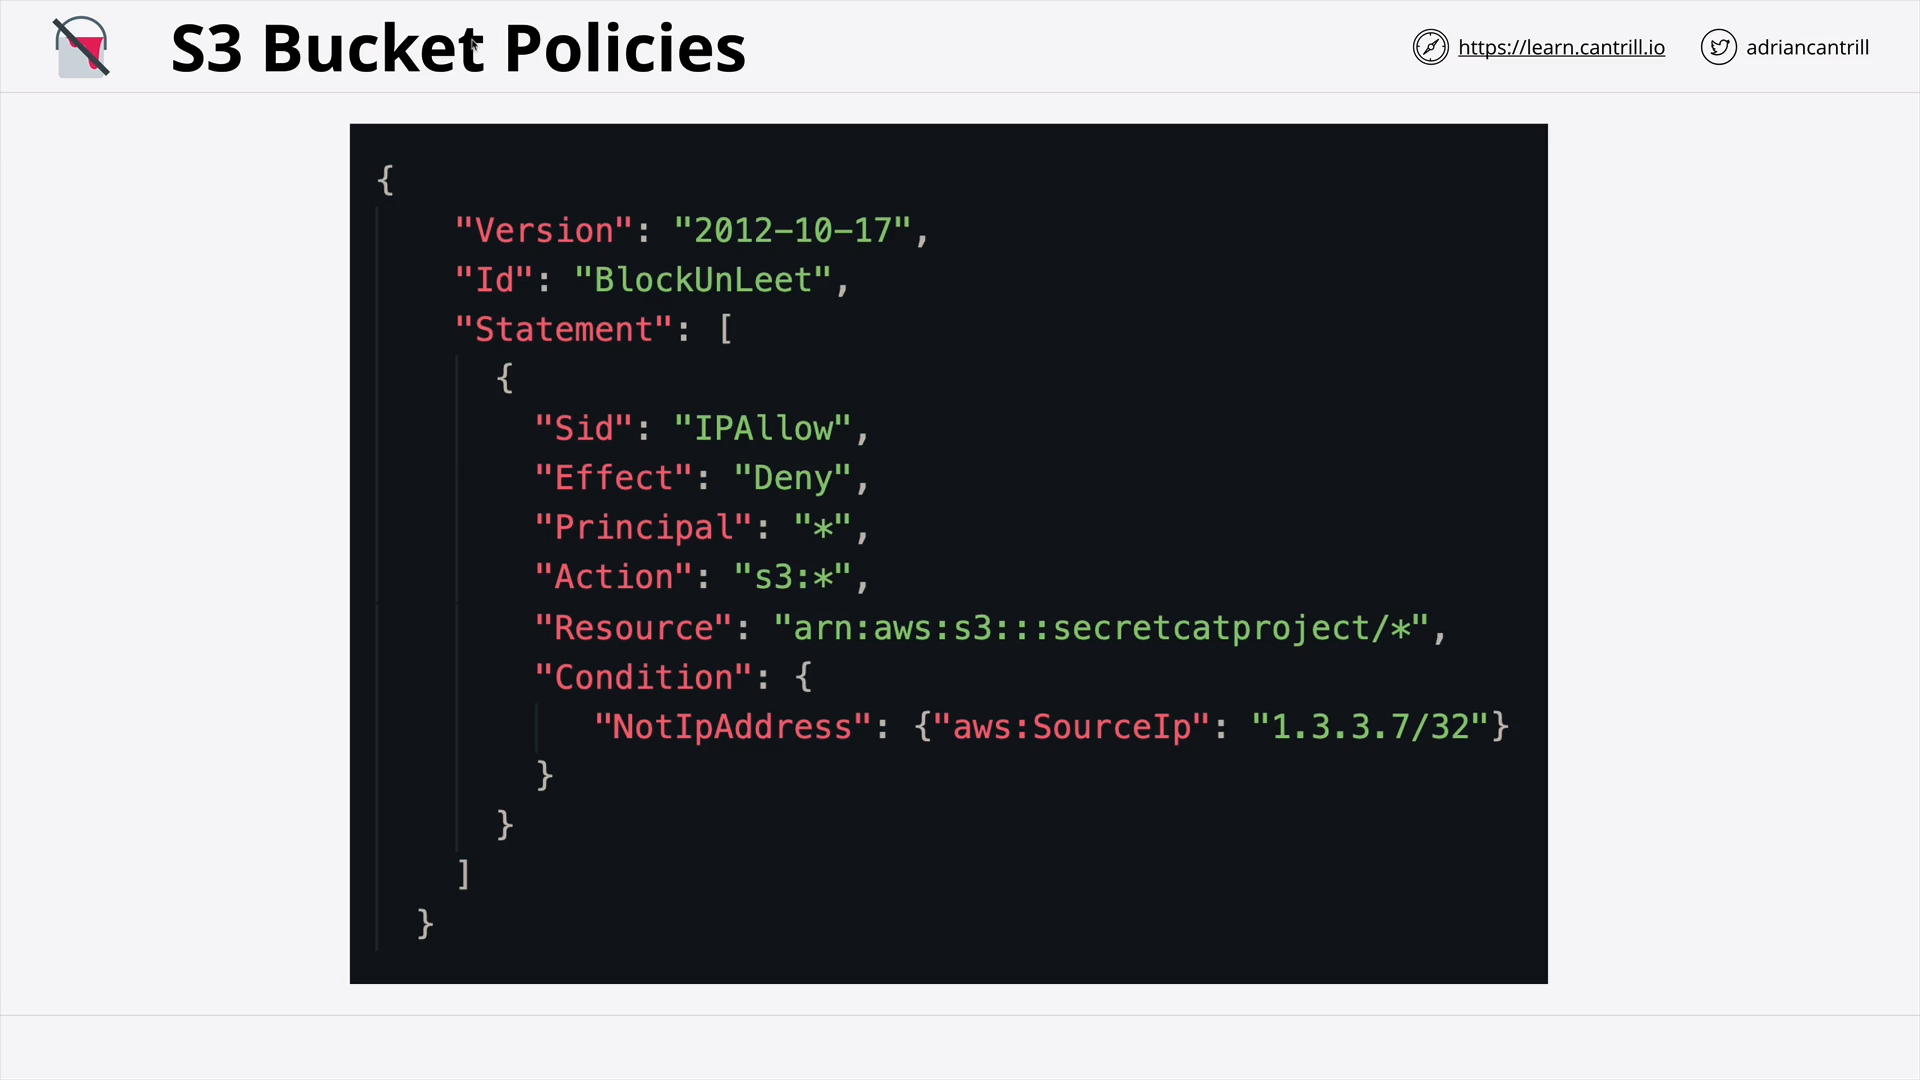 S3 Bucket Policies
https://learn.cantrill.io
adriancantrill
{
"Version": "2012-10-17",
"Id": "BlockUnLeet",
"Statement": [
{
"Sid": "IPAllow",
"Effect": "Deny",
"Principal": "*",
"Action": "s3:*",
"Resource": "arn:aws:s3:::secretcatproject/*",
"Condition": {
"NotIpAddress": {"aws:SourceIp": "1.3.3.7/32"}
}
}
]
}